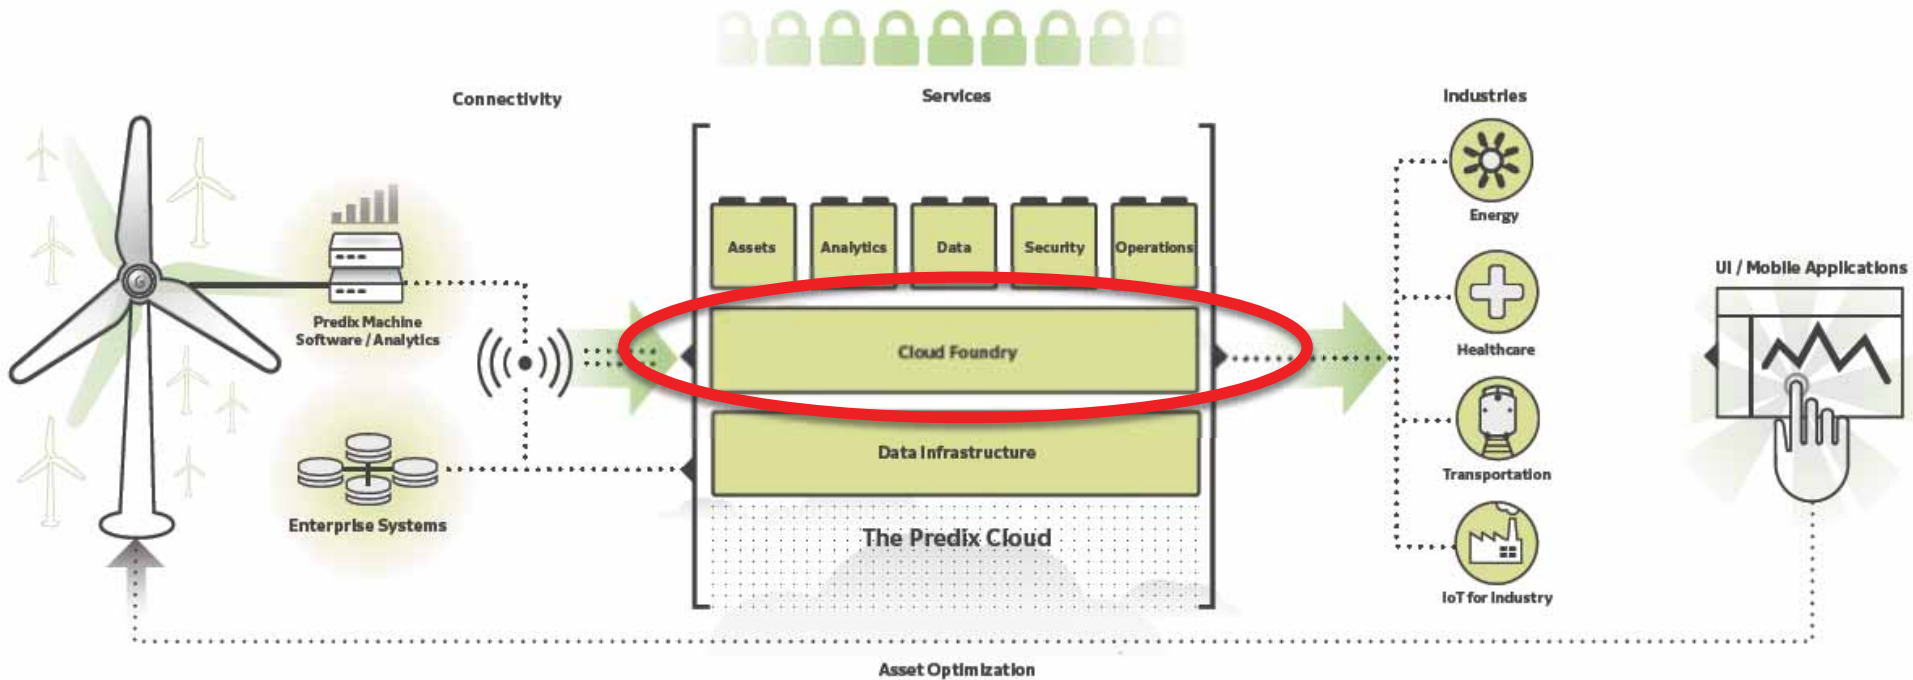 Connectivity
Services
Industries
Predix Machine
Software / Analytics
Enterprise Systems
Assets
Analytics
Data
Security
Operations
Cloud Foundry
Data Infrastructure
The Predix Cloud
Energy
Healthcare
Transportation
IoT for Industry
UI / Mobile Applications
Asset Optimization